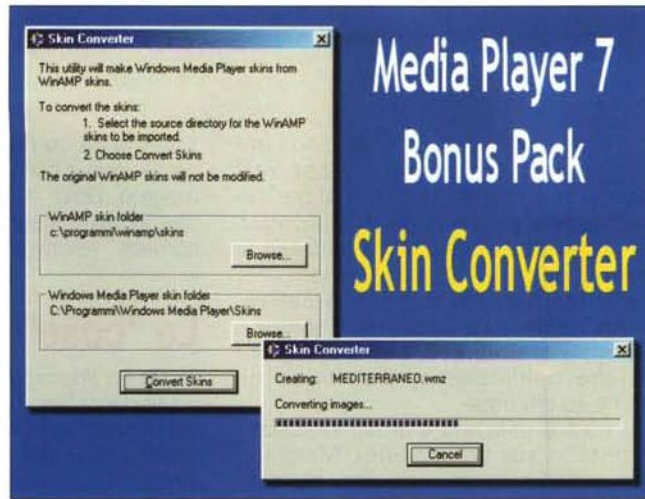 Skin Converter
This utility will make Windows Media Player skins from
WinAMP skins.
To convert the skins:
1. Select the source directory for the WinAMP
skins to be imported.
2. Choose Convert Skins
The original WinAMP skins will not be modified.
WinAMP skin folder
c:\programmi\winamp\skins
Browse...
Windows Media Player skin folder
C:\Programmi\Windows Media Player\Skins
Browse...
Convert Skins
Media Player 7
Bonus Pack
Skin Converter
Skin Converter
Creating: MEDITERRANEO.wmz
Converting images...
Cancel